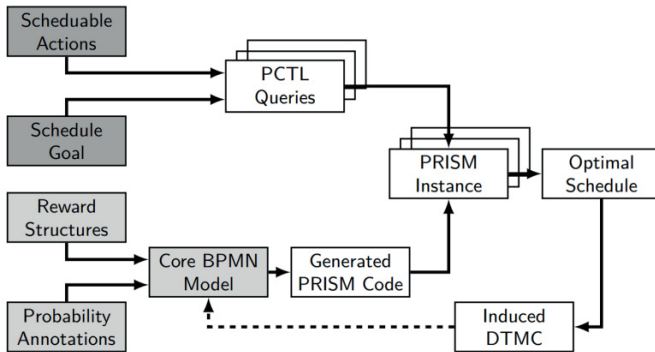 Scheduable
Actions
PCTL
Queries
Schedule
Goal
PRISM
Instance
Optimal
Schedule
Reward
Structures
Core BPMN
Model
Generated
PRISM Code
Probability
Annotations
Induced
DTMC